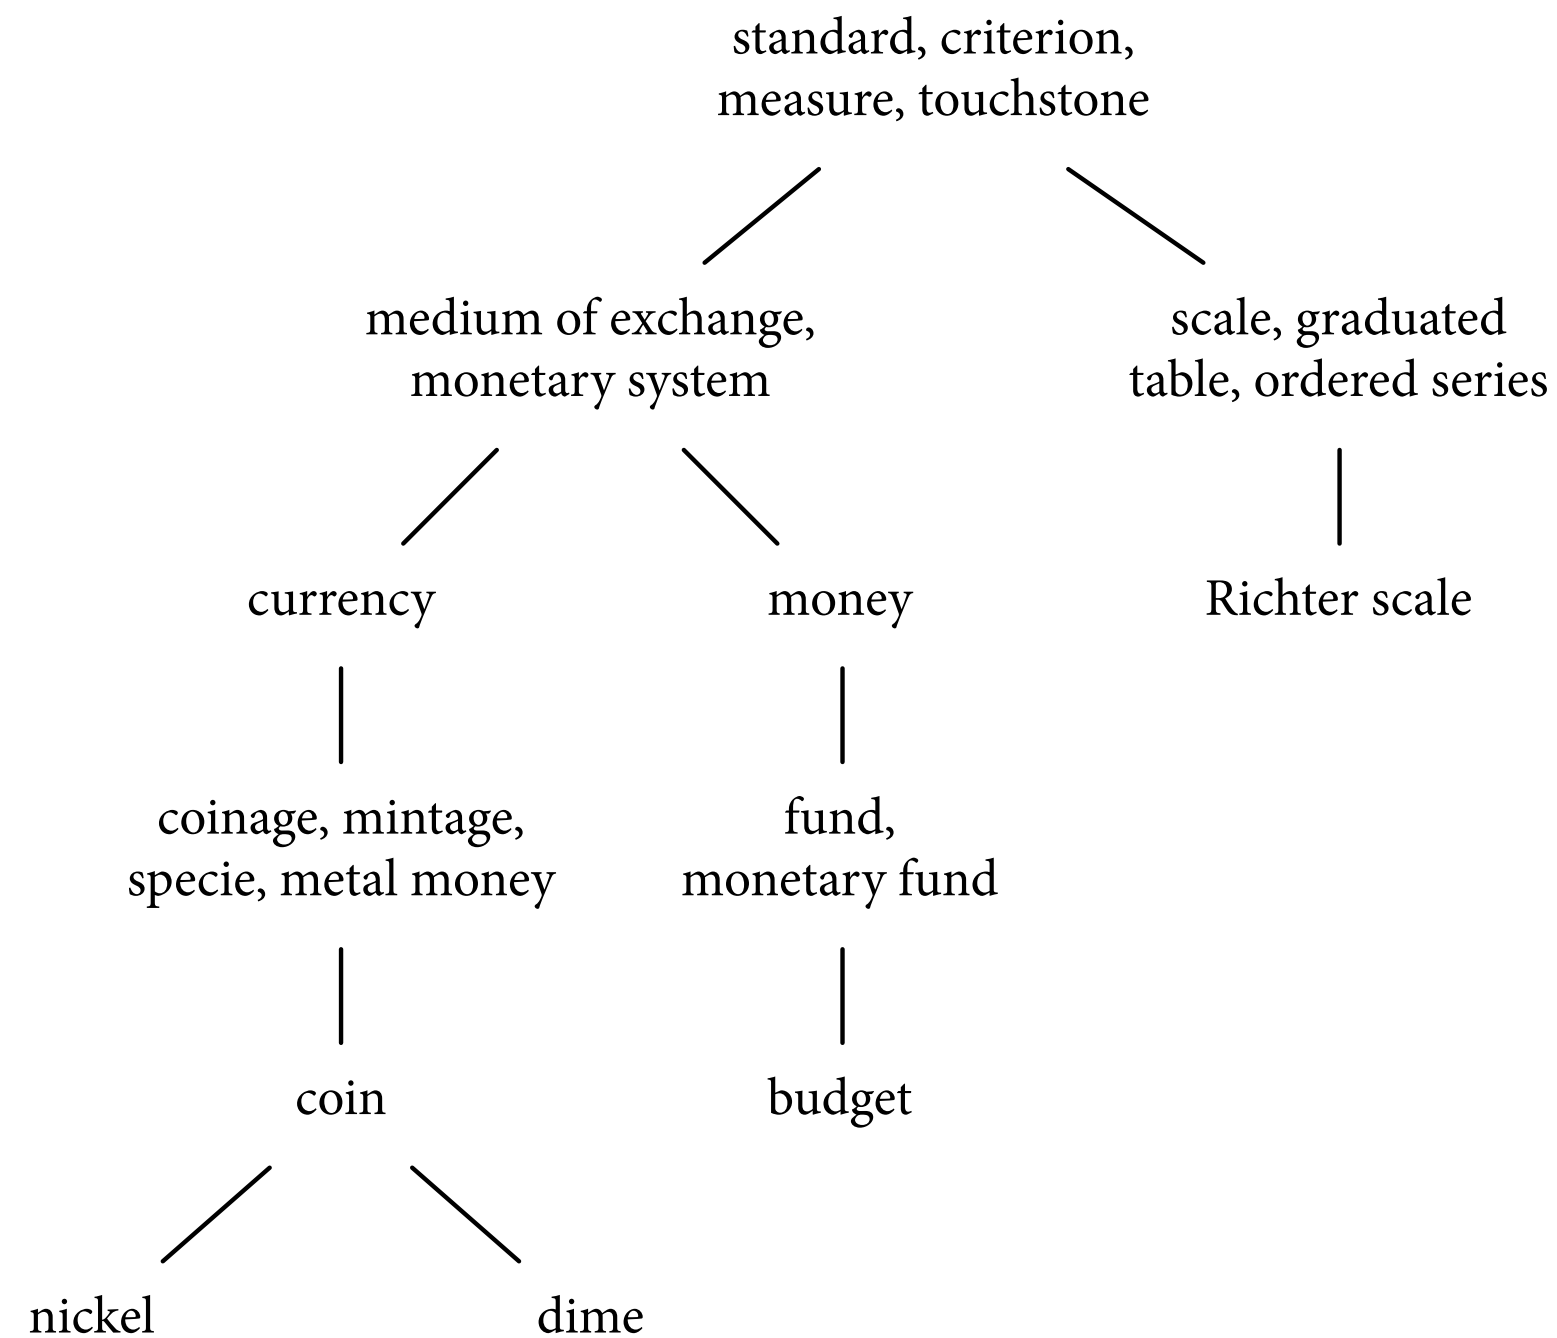 standard, criterion,
measure, touchstone
medium of exchange,
monetary system
scale, graduated
table, ordered series
currency
money
Richter scale
coinage, mintage,
specie, metal money
fund,
monetary fund
coin
budget
nickel
dime